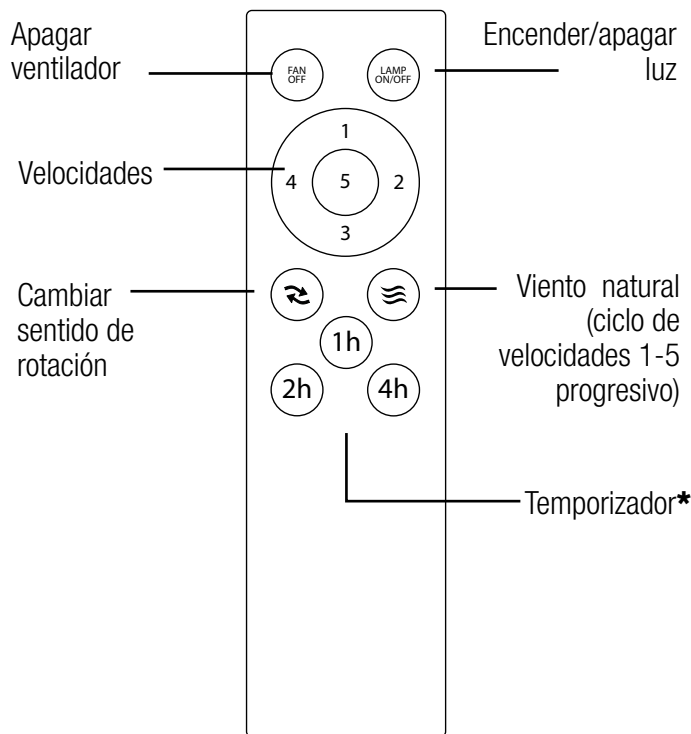 Apagar
ventilador
FAN
OFF
LAMP
ON/OFF
Encender/apagar
luz
Velocidades
1
4
5
2
3
Cambiar
sentido de
rotación
Viento natural
(ciclo de
velocidades 1-5
progresivo)
1h
2h
4h
Temporizador*